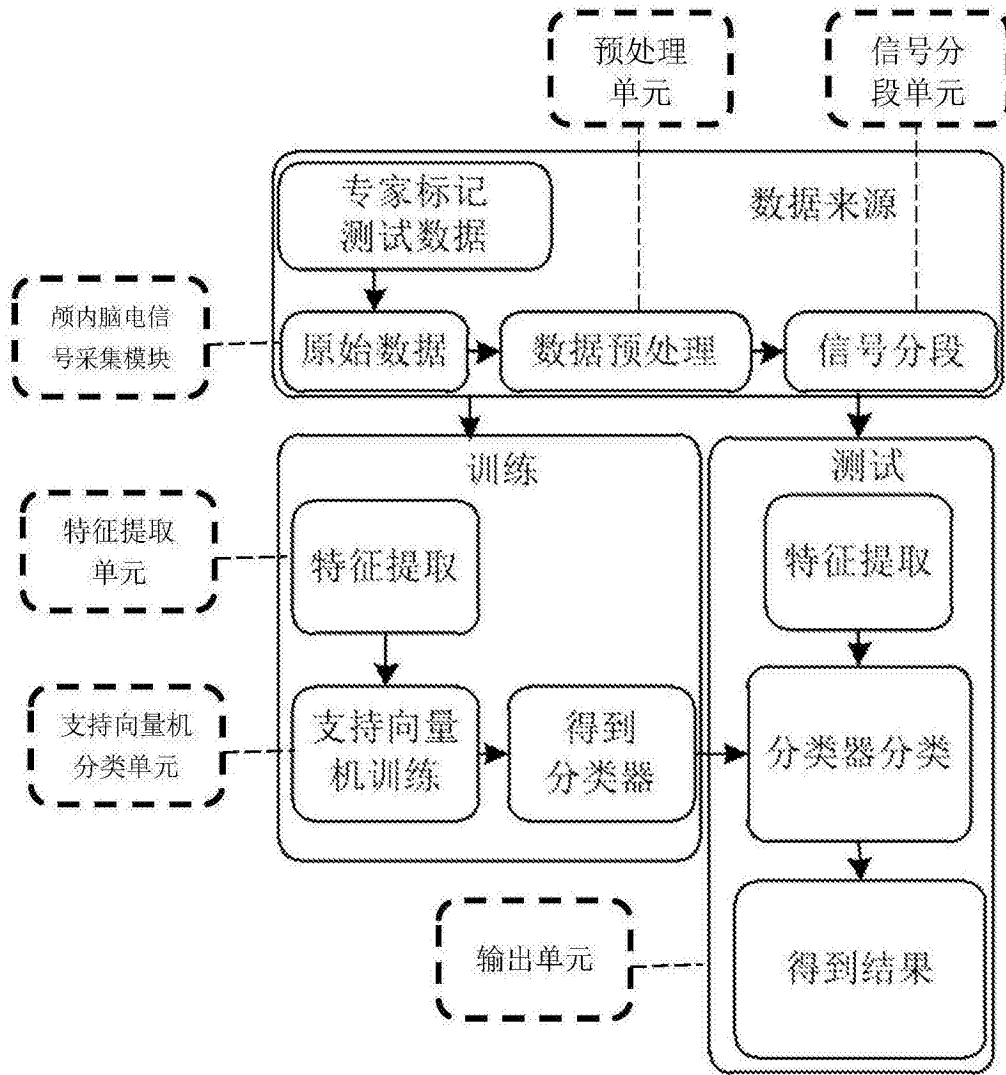 预处理
单元
信号分
段单元
专家标记
测试数据
数据来源
颅内脑电信
号采集模块
原始数据
数据预处理
信号分段
训练
测试
特征提取
单元
特征提取
特征提取
支持向量机
分类单元
支持向量
机训练
得到
分类器
分类器分类
输出单元
得到结果